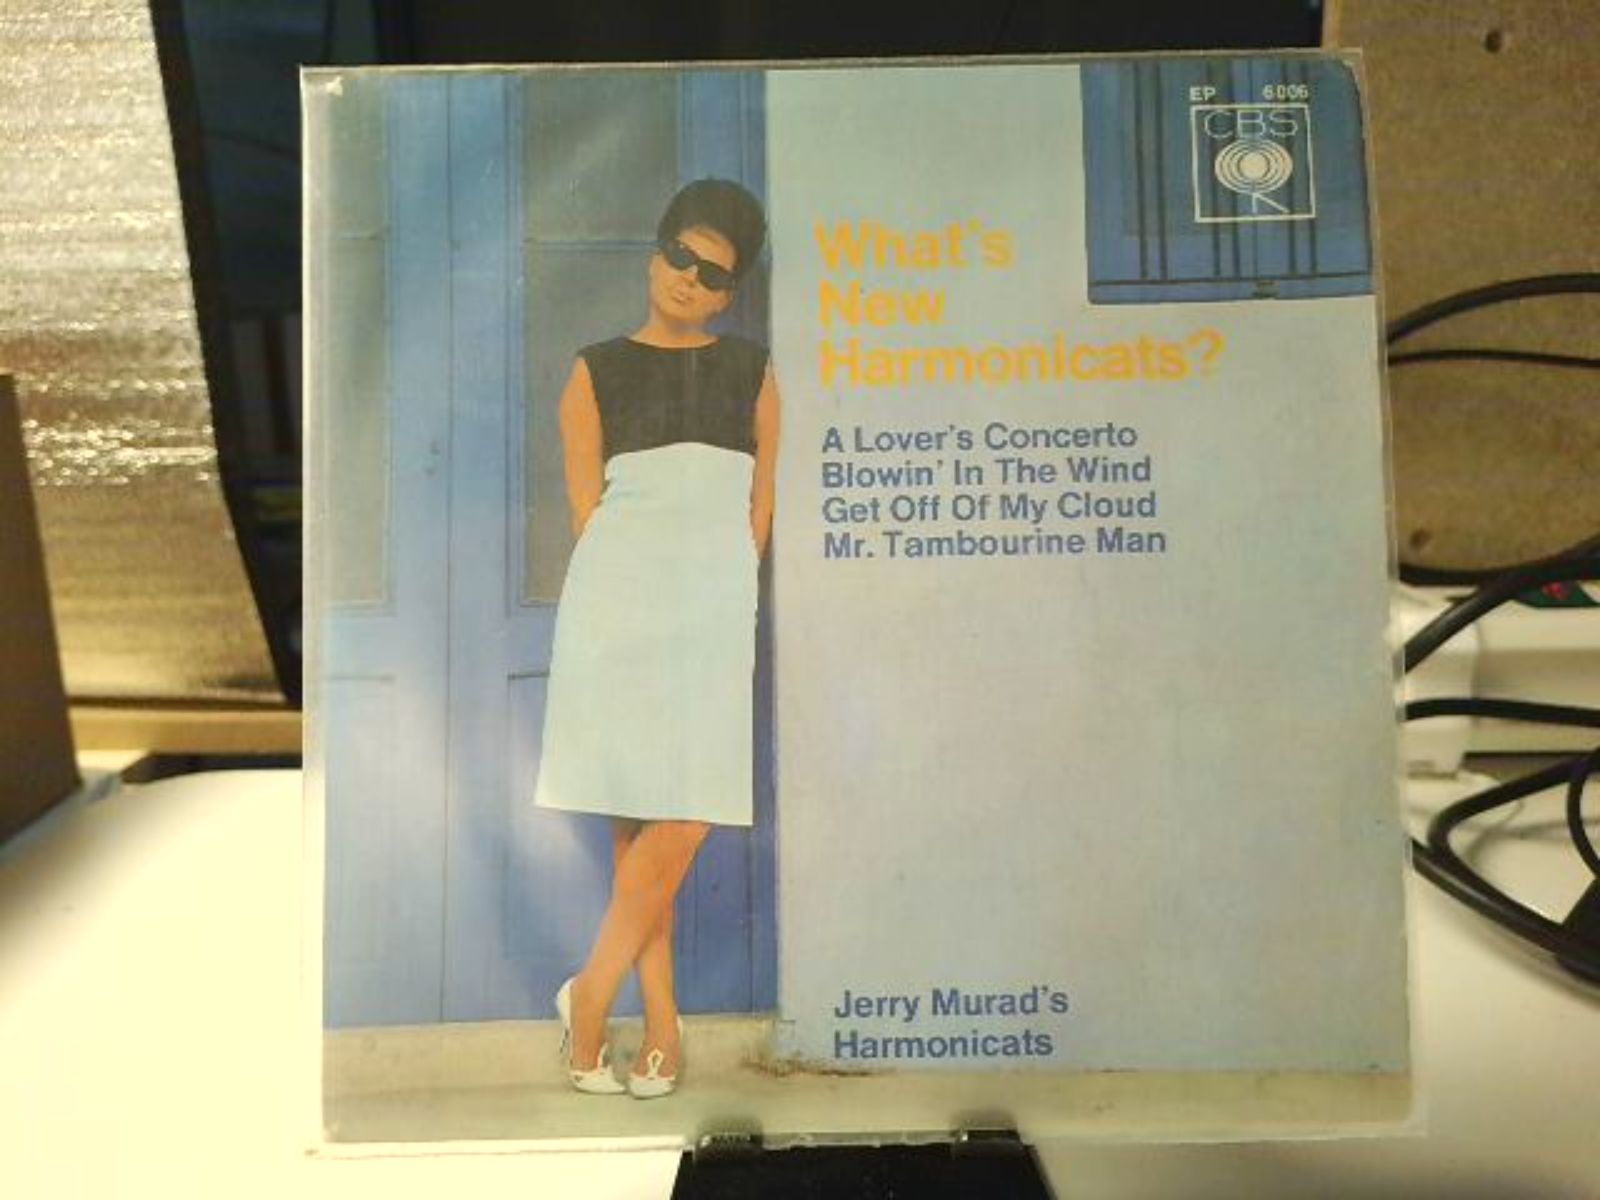 EP 6006
CBS
What's
New
Harmonicats?
A Lover's Concerto
Blowin' In The Wind
Get Off Of My Cloud
Mr. Tambourine Man
Jerry Murad's
Harmonicats